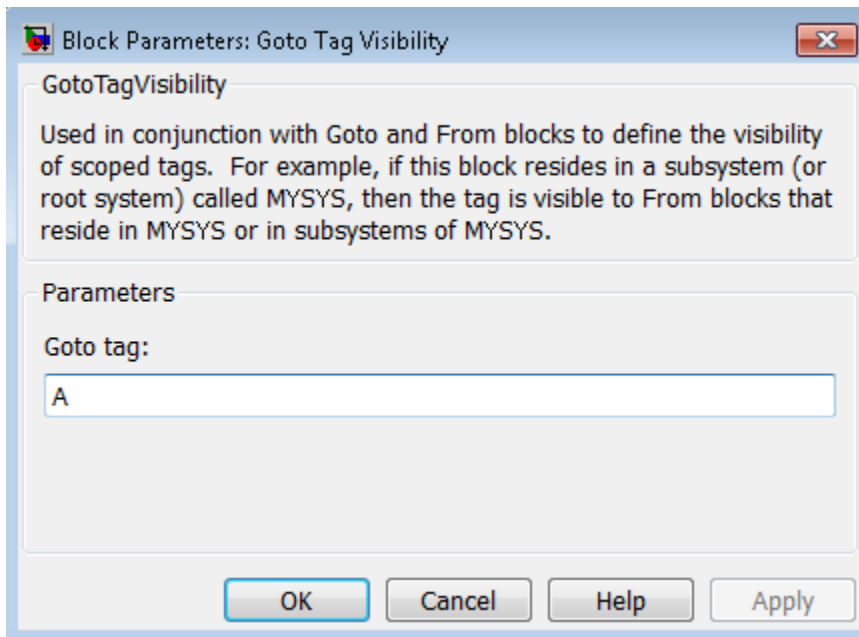 Block Parameters: Goto Tag Visibility
GotoTagVisibility
Used in conjunction with Goto and From blocks to define the visibility
of scoped tags.  For example, if this block resides in a subsystem (or
root system) called MYSYS, then the tag is visible to From blocks that
reside in MYSYS or in subsystems of MYSYS.
Parameters
Goto tag:
A
OK Cancel Help Apply